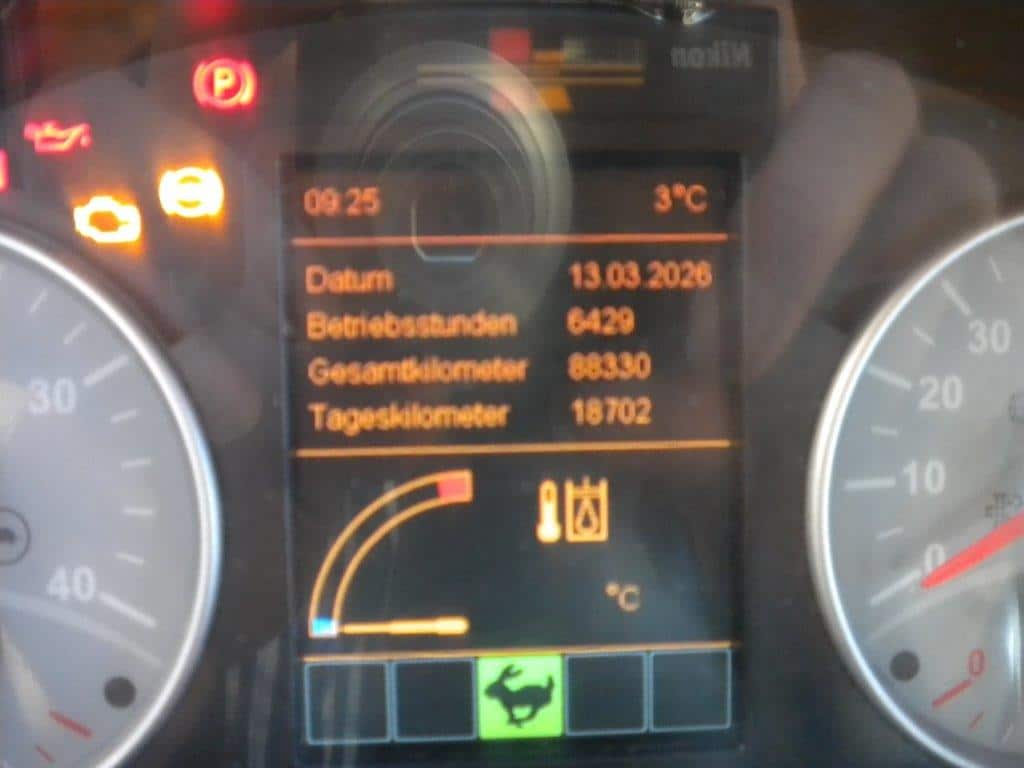 Nikon
P
09:25 3°C
Datum 13.03.2026
Betriebsstunden 6429
Gesamtkilometer 88330
Tageskilometer 18702
°C
30
40
30
20
10
0
0